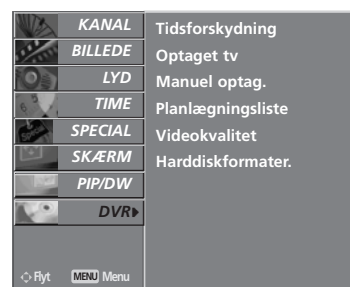 KANAL
BILLEDE
LYD
TIME
SPECIAL
SKÆRM
PIP/DW
DVR
Flyt MENU Menu
Tidsforskydning
Optaget tv
Manuel optag.
Planlægningsliste
Videokvalitet
Harddiskformater.